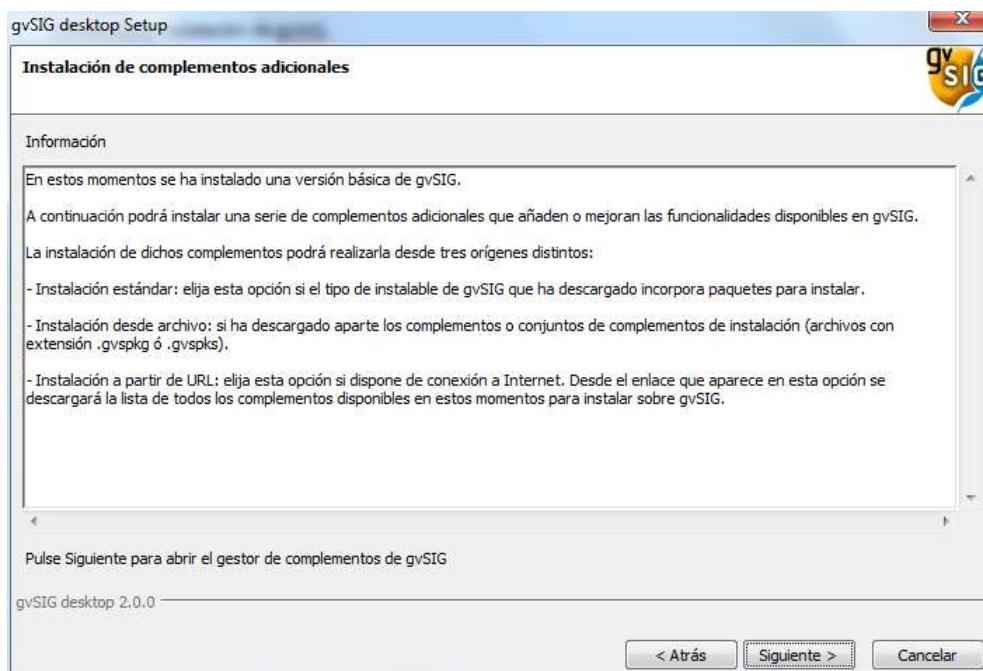 gvSIG desktop Setup
Instalación de complementos adicionales
gv
SIG
Información
En estos momentos se ha instalado una versión básica de gvSIG.
A continuación podrá instalar una serie de complementos adicionales que añaden o mejoran las funcionalidades disponibles en gvSIG.
La instalación de dichos complementos podrá realizarla desde tres orígenes distintos:
- Instalación estándar: elija esta opción si el tipo de instalable de gvSIG que ha descargado incorpora paquetes para instalar.
- Instalación desde archivo: si ha descargado aparte los complementos o conjuntos de complementos de instalación (archivos con
extensión .gvspkg ó .gvspks).
- Instalación a partir de URL: elija esta opción si dispone de conexión a Internet. Desde el enlace que aparece en esta opción se
descargará la lista de todos los complementos disponibles en estos momentos para instalar sobre gvSIG.
Pulse Siguiente para abrir el gestor de complementos de gvSIG
gvSIG desktop 2.0.0
< Atrás
Siguiente >
Cancelar